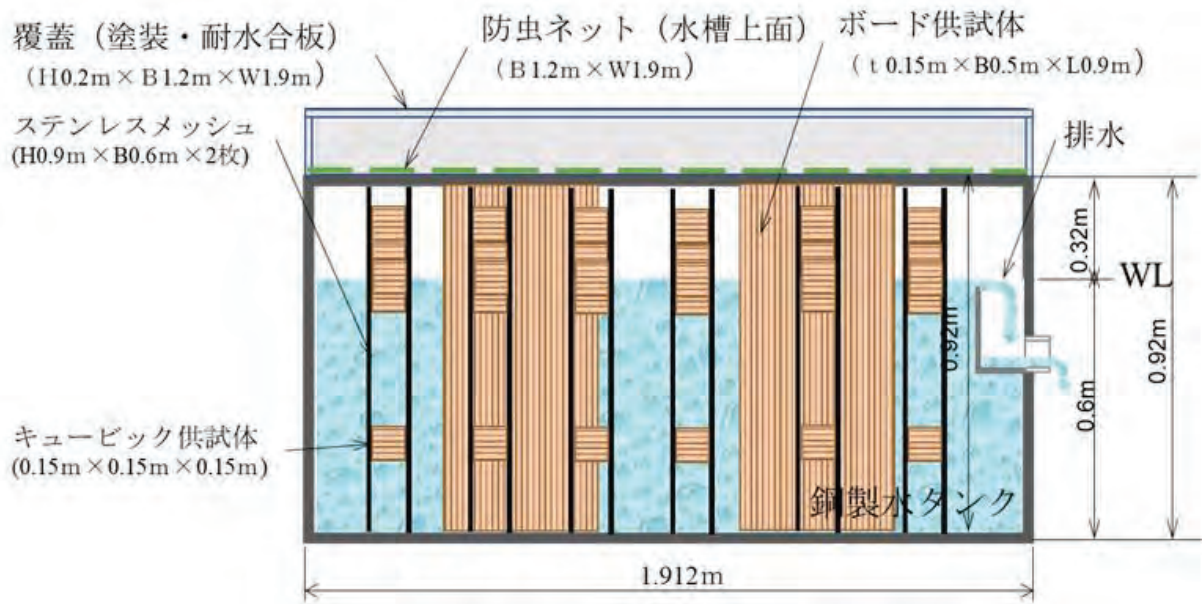 覆蓋（塗装・耐水合板）
（H0.2m×B1.2m×W1.9m）
防虫ネット（水槽上面）
（B1.2m×W1.9m）
ボード供試体
（t 0.15m×B0.5m×L0.9m）
ステンレスメッシュ
(H0.9m×B0.6m×2枚)
排水
0.32m
WL
0.92m
0.92m
0.6m
キュービック供試体
(0.15m×0.15m×0.15m)
鋼製水タンク
1.912m